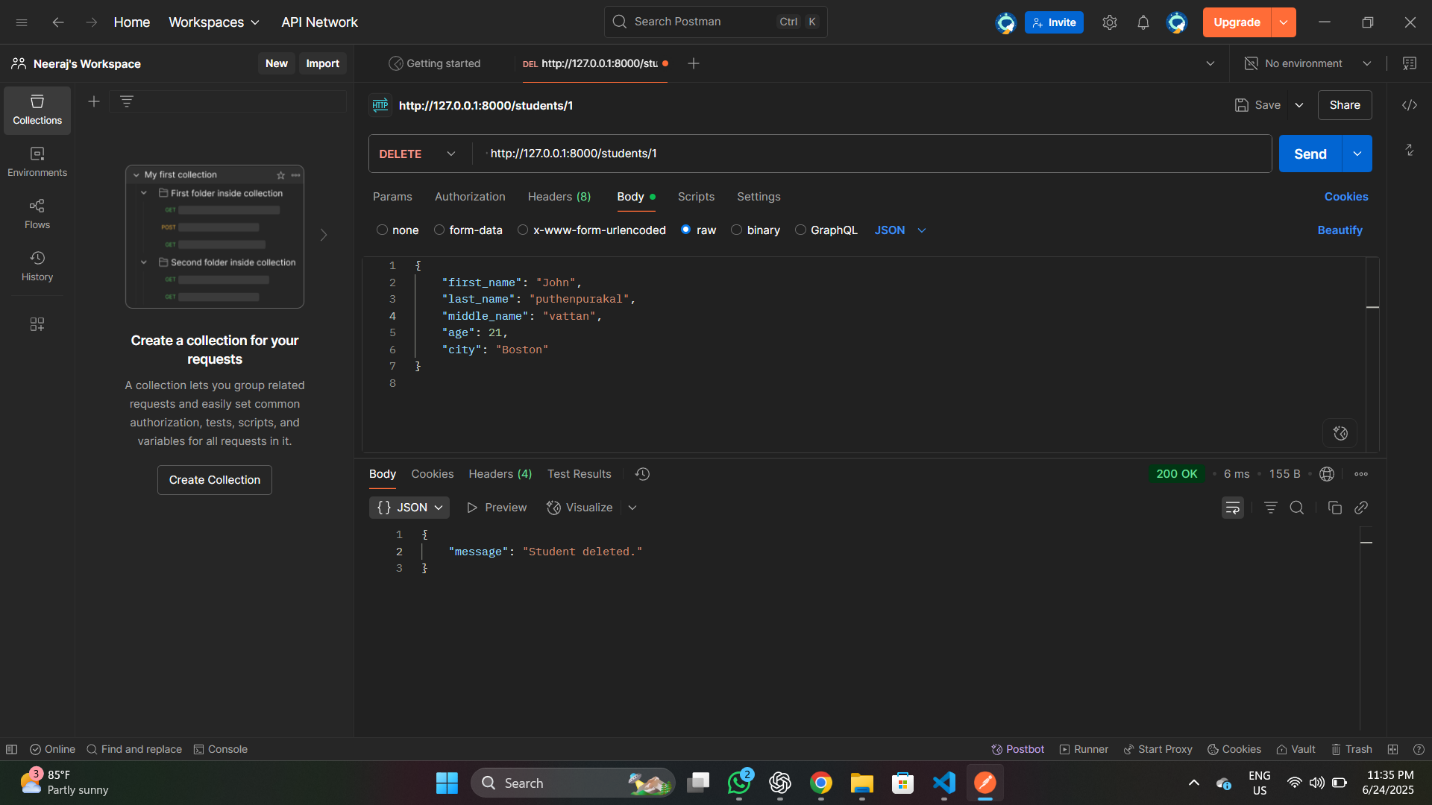 Home Workspaces API Network Search Postman Ctrl K Invite Upgrade
Neeraj's Workspace New Import Getting started DEL http://127.0.0.1:8000/stu No environment
Collections
Environments
Flows
History
My first collection
First folder inside collection
GET
POST
GET
Second folder inside collection
GET
GET
Create a collection for your
requests
A collection lets you group related
requests and easily set common
authorization, tests, scripts, and
variables for all requests in it.
Create Collection
HTTP http://127.0.0.1:8000/students/1 Save Share
DELETE http://127.0.0.1:8000/students/1 Send
Params Authorization Headers (8) Body Scripts Settings Cookies
none form-data x-www-form-urlencoded raw binary GraphQL JSON Beautify
1 {
2 "first_name": "John",
3 "last_name": "puthenpurakal",
4 "middle_name": "vattan",
5 "age": 21,
6 "city": "Boston"
7 }
8
Body Cookies Headers (4) Test Results 200 OK 6 ms 155 B
{} JSON Preview Visualize
1 {
2 "message": "Student deleted."
3 }
Online Find and replace Console Postbot Runner Start Proxy Cookies Vault Trash
3 85°F
Partly sunny
Search
2
ENG
US
11:35 PM
6/24/2025